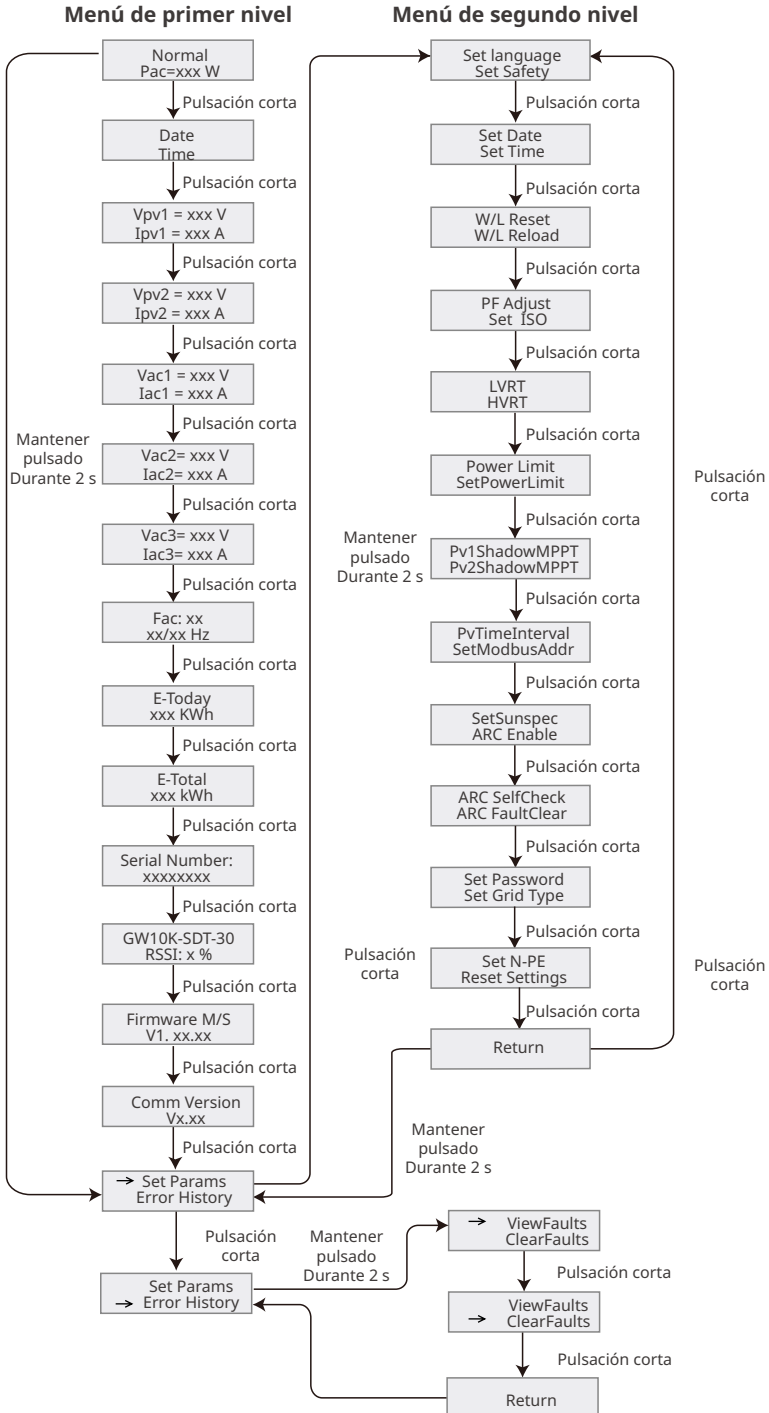 Menú de primer nivel
Normal
Pac=xxx W
Pulsación corta
Date
Time
Pulsación corta
Vpv1 = xxx V
Ipv1 = xxx A
Pulsación corta
Vpv2 = xxx V
Ipv2 = xxx A
Pulsación corta
Vac1 = xxx V
Iac1 = xxx A
Pulsación corta
Mantener
pulsado
Durante 2 s
Vac2= xxx V
Iac2= xxx A
Pulsación corta
Vac3= xxx V
Iac3= xxx A
Pulsación corta
Fac: xx
xx/xx Hz
Pulsación corta
E-Today
xxx KWh
Pulsación corta
E-Total
xxx kWh
Pulsación corta
Serial Number:
xxxxxxxx
Pulsación corta
GW10K-SDT-30
RSSI: x %
Pulsación corta
Firmware M/S
V1. xx.xx
Pulsación corta
Comm Version
Vx.xx
Pulsación corta
→ Set Params
Error History
Pulsación
corta
Set Params
→ Error History
Menú de segundo nivel
Set language
Set Safety
Pulsación corta
Set Date
Set Time
Pulsación corta
W/L Reset
W/L Reload
Pulsación corta
PF Adjust
Set ISO
Pulsación corta
LVRT
HVRT
Pulsación corta
Power Limit
SetPowerLimit
Pulsación
corta
Pulsación corta
Mantener
pulsado
Durante 2 s
Pv1ShadowMPPT
Pv2ShadowMPPT
Pulsación corta
PvTimeInterval
SetModbusAddr
Pulsación corta
SetSunspec
ARC Enable
Pulsación corta
ARC SelfCheck
ARC FaultClear
Pulsación corta
Set Password
Set Grid Type
Pulsación corta
Pulsación
corta
Set N-PE
Reset Settings
Pulsación
corta
Pulsación corta
Return
Mantener
pulsado
Durante 2 s
Mantener
pulsado
Durante 2 s
→ ViewFaults
ClearFaults
Pulsación corta
ViewFaults
→ ClearFaults
Pulsación corta
Return